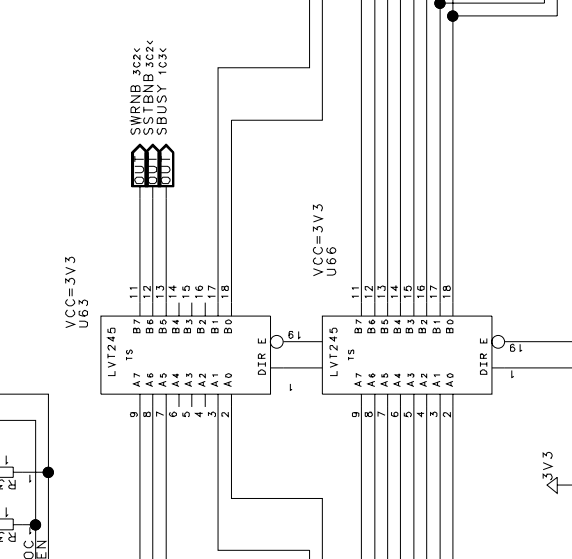 SWRNB 3C2<
SSTBNB 3C2<
SBUSY 1C3<
OUT
OUT
OUT
VCC=3V3
U63
11
12
13
14
15
16
17
18
B7
B6
B5
B4
B3
B2
B1
B0
LVT245
TS
DIR E
A7
A6
A5
A4
A3
A2
A1
A0
9
8
7
6
5
4
3
2
19
1
VCC=3V3
U66
11
12
13
14
15
16
17
18
B7
B6
B5
B4
B3
B2
B1
B0
LVT245
TS
DIR E
A7
A6
A5
A4
A3
A2
A1
A0
9
8
7
6
5
4
3
2
19
1
3V3
1
1
1
1
OC
EN